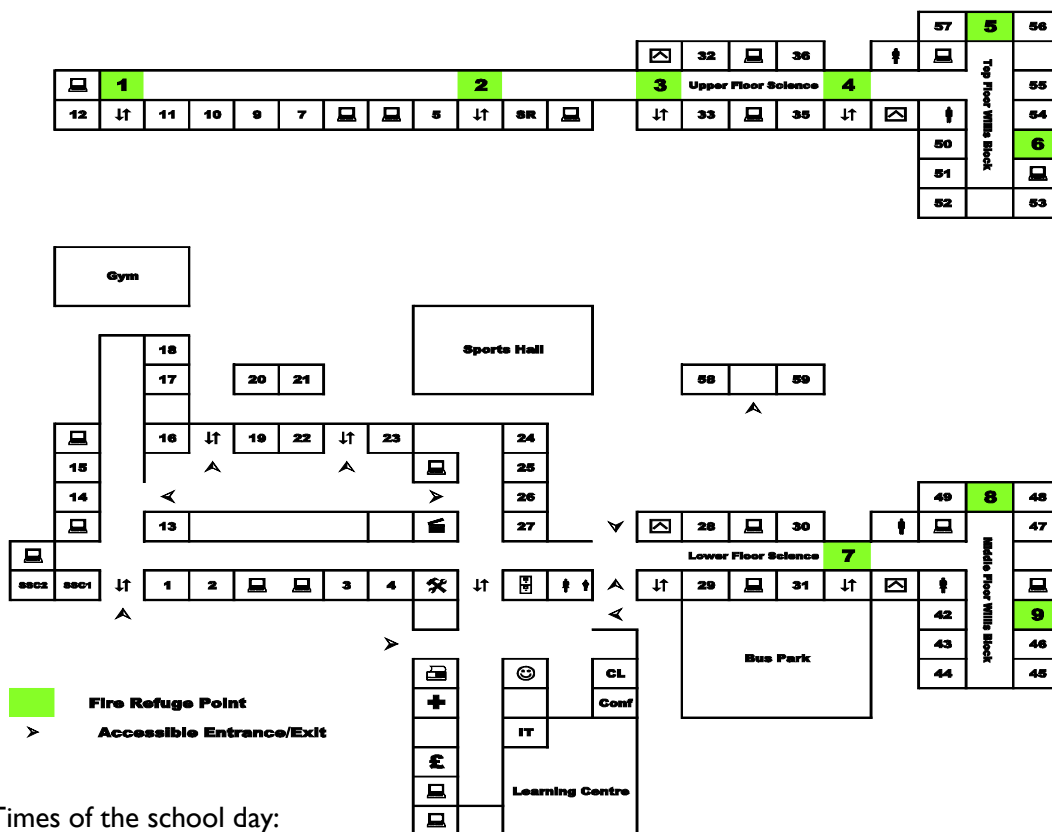 57 5 56
32 36
1 2 3 Upper Floor Science 4 Top Floor Willis Block 55
12 11 10 9 7 5 SR 33 35 54
50 6
51
52 53
Gym
18 Sports Hall
17 20 21 58 59
16 19 22 23 24
15 25
14 26 49 8 48
13 27 28 30 47
Lower Floor Science 7 Middle Floor Willis Block
SSC2 SSC1 1 2 3 4 29 31
42 9
43 46
Bus Park
CL 44 45
Fire Refuge Point Conf
Accessible Entrance/Exit IT
£
Learning Centre
Times of the school day: